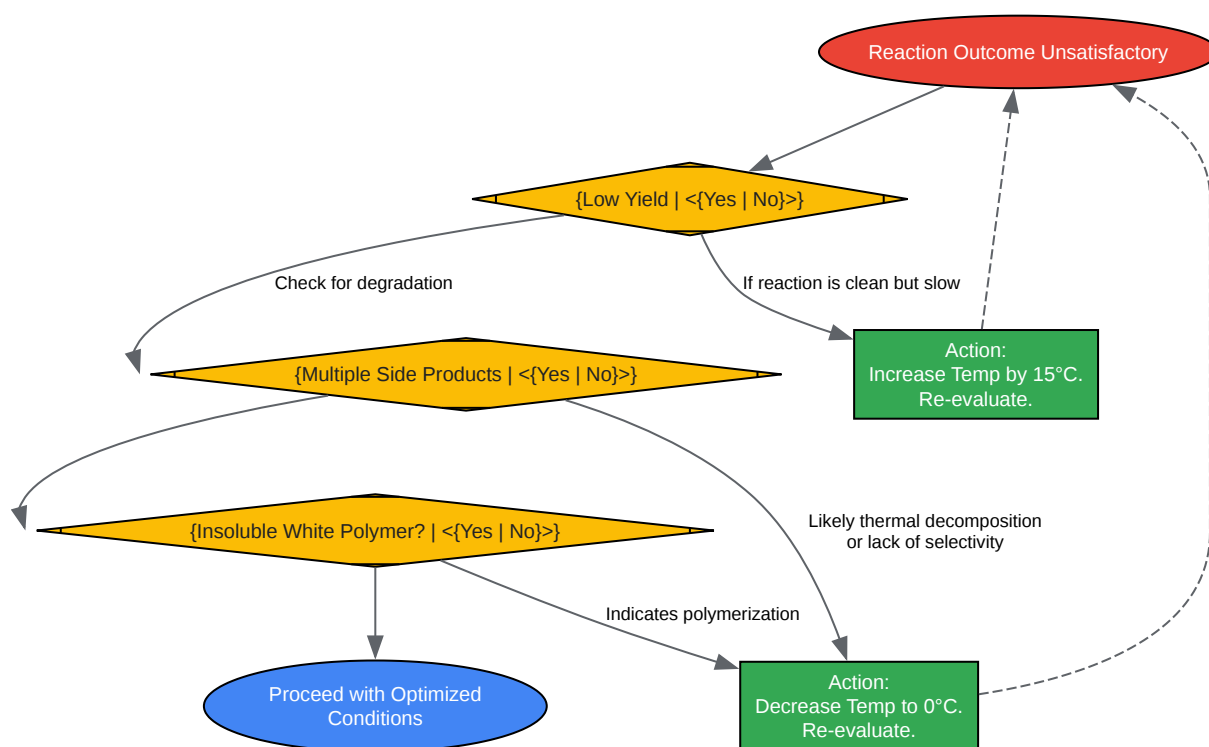 Reaction Outcome Unsatisfactory
{Low Yield | <{Yes | No}>}
Check for degradation
If reaction is clean but slow
Action:
Increase Temp by 15°C.
Re-evaluate.
{Multiple Side Products | <{Yes | No}>}
{Insoluble White Polymer? | <{Yes | No}>}
Likely thermal decomposition
or lack of selectivity
Indicates polymerization
Proceed with Optimized
Conditions
Action:
Decrease Temp to 0°C.
Re-evaluate.